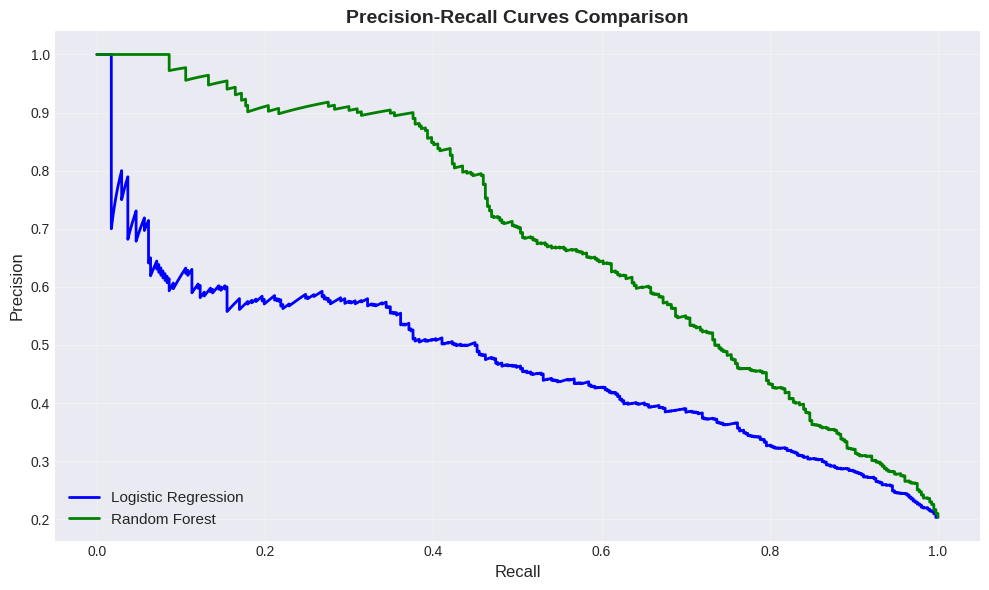 Precision-Recall Curves Comparison
Precision
1.0
0.9
0.8
0.7
0.6
0.5
0.4
0.3
0.2
Logistic Regression
Random Forest
0.0 0.2 0.4 0.6 0.8 1.0
Recall